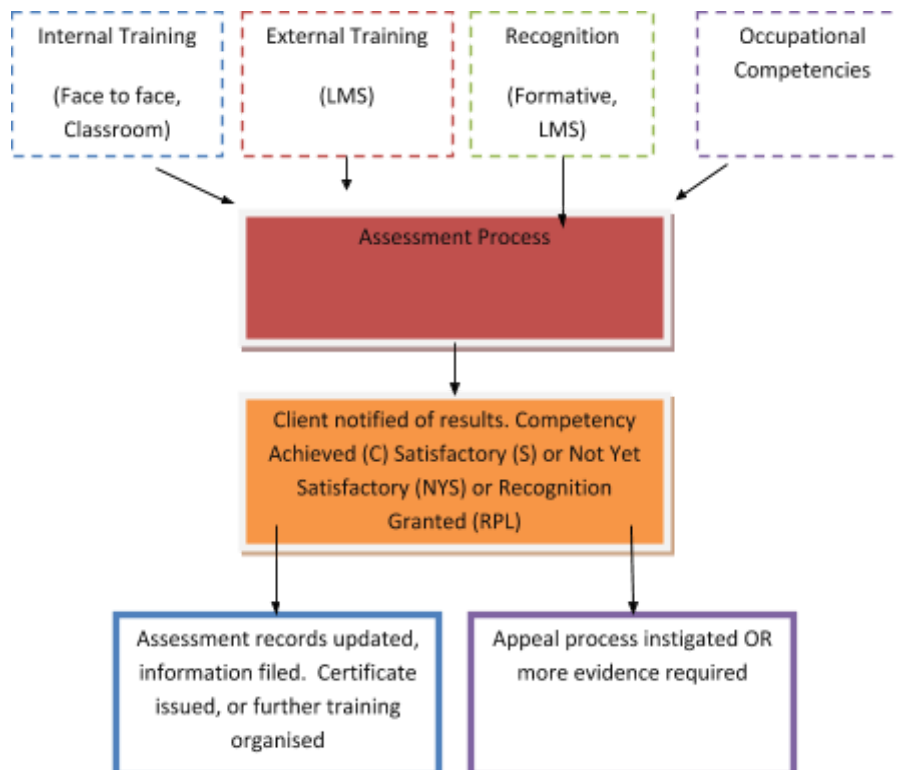 Internal Training
(Face to face,
Classroom)
External Training
(LMS)
Recognition
(Formative,
LMS)
Occupational
Competencies
Assessment Process
Client notified of results. Competency
Achieved (C) Satisfactory (S) or Not Yet
Satisfactory (NYS) or Recognition
Granted (RPL)
Assessment records updated,
information filed.  Certificate
issued, or further training
organised
Appeal process instigated OR
more evidence required